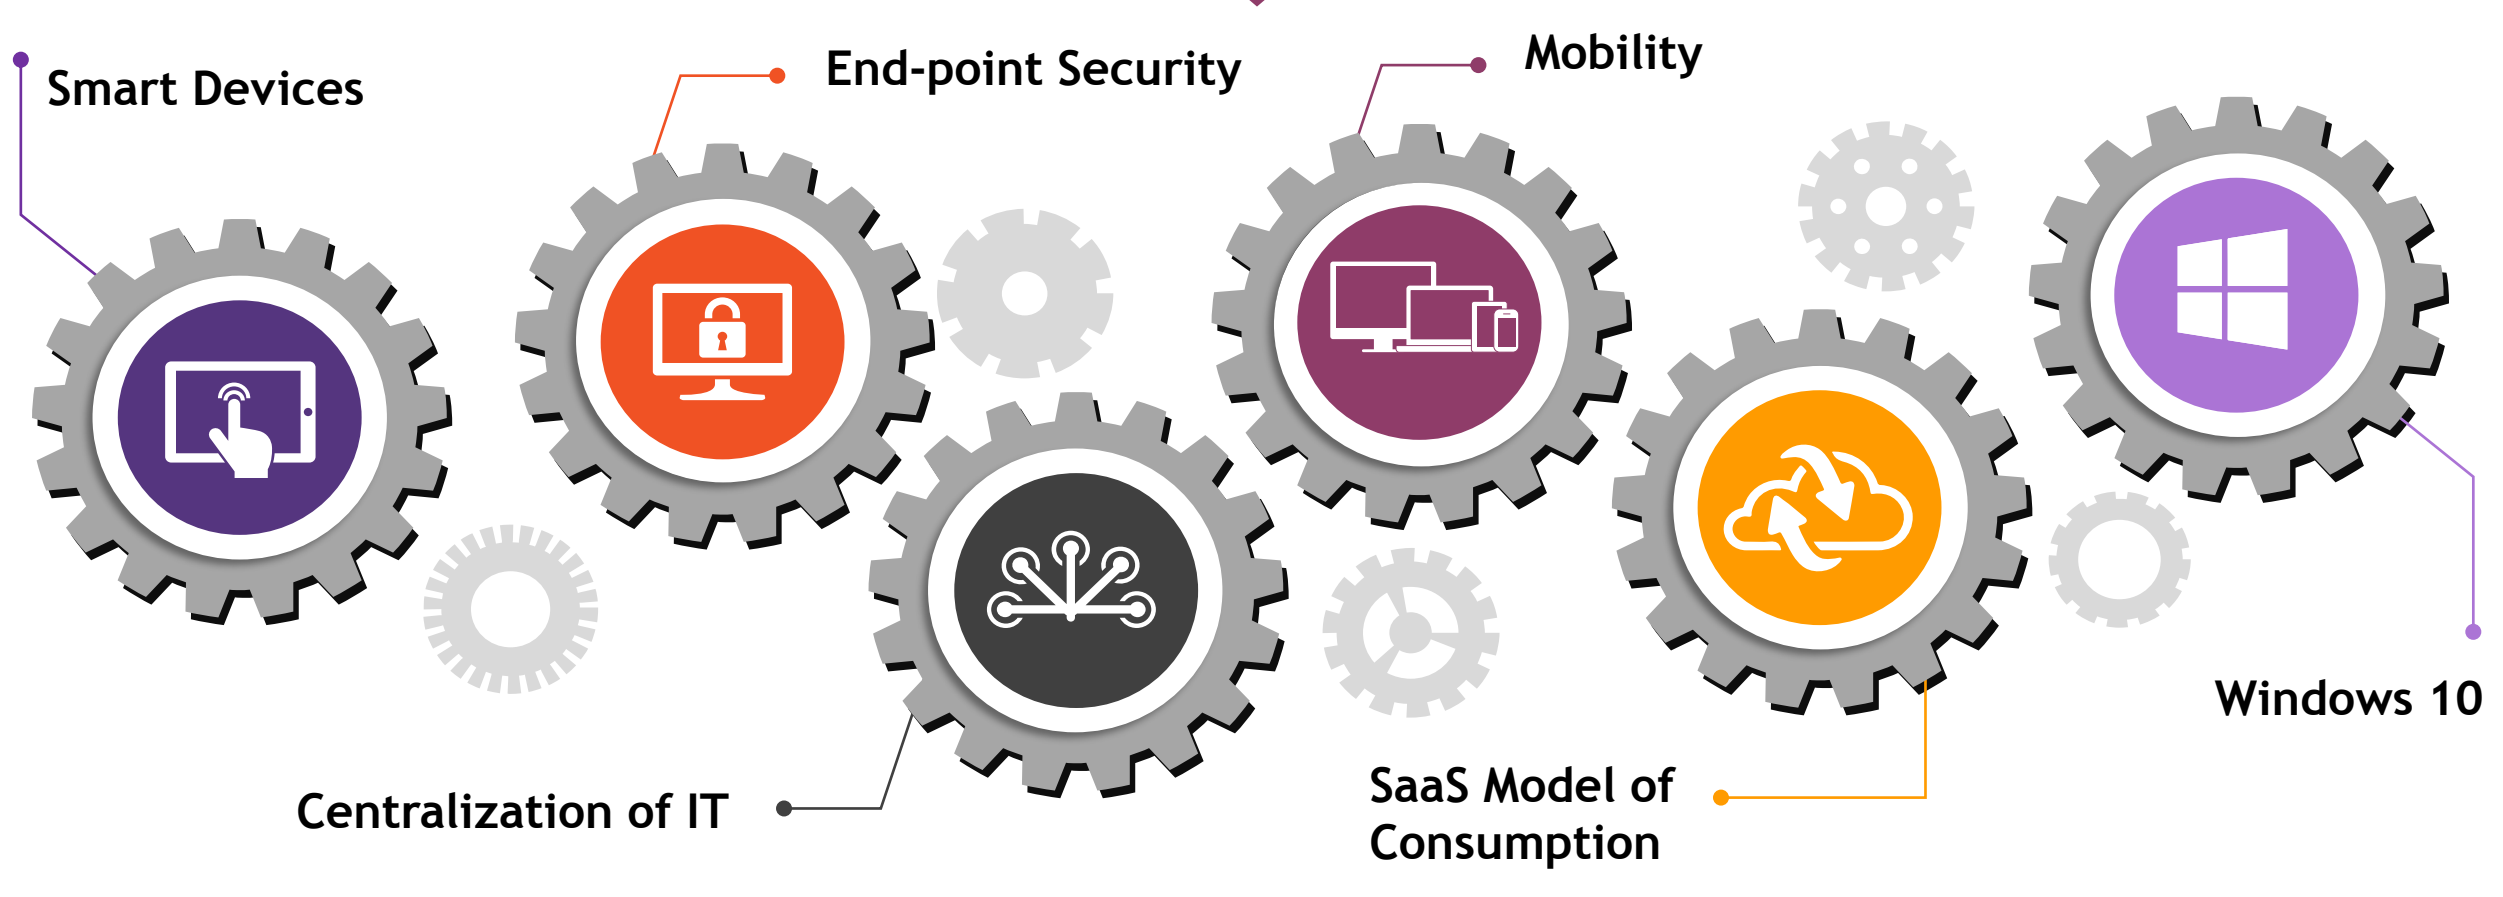 Smart Devices
End-point Security
Mobility
Centralization of IT
SaaS Model of
Consumption
Windows 10